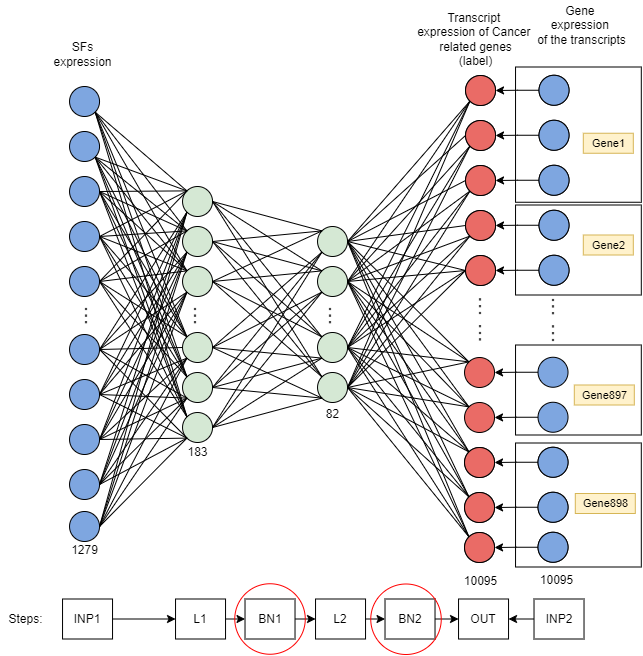 SFs
expression
Transcript
expression of Cancer
related genes
(label)
Gene
expression
of the transcripts
Gene1
Gene2
Gene897
Gene898
1279
183
82
10095
10095
Steps:
INP1
L1
BN1
L2
BN2
OUT
INP2